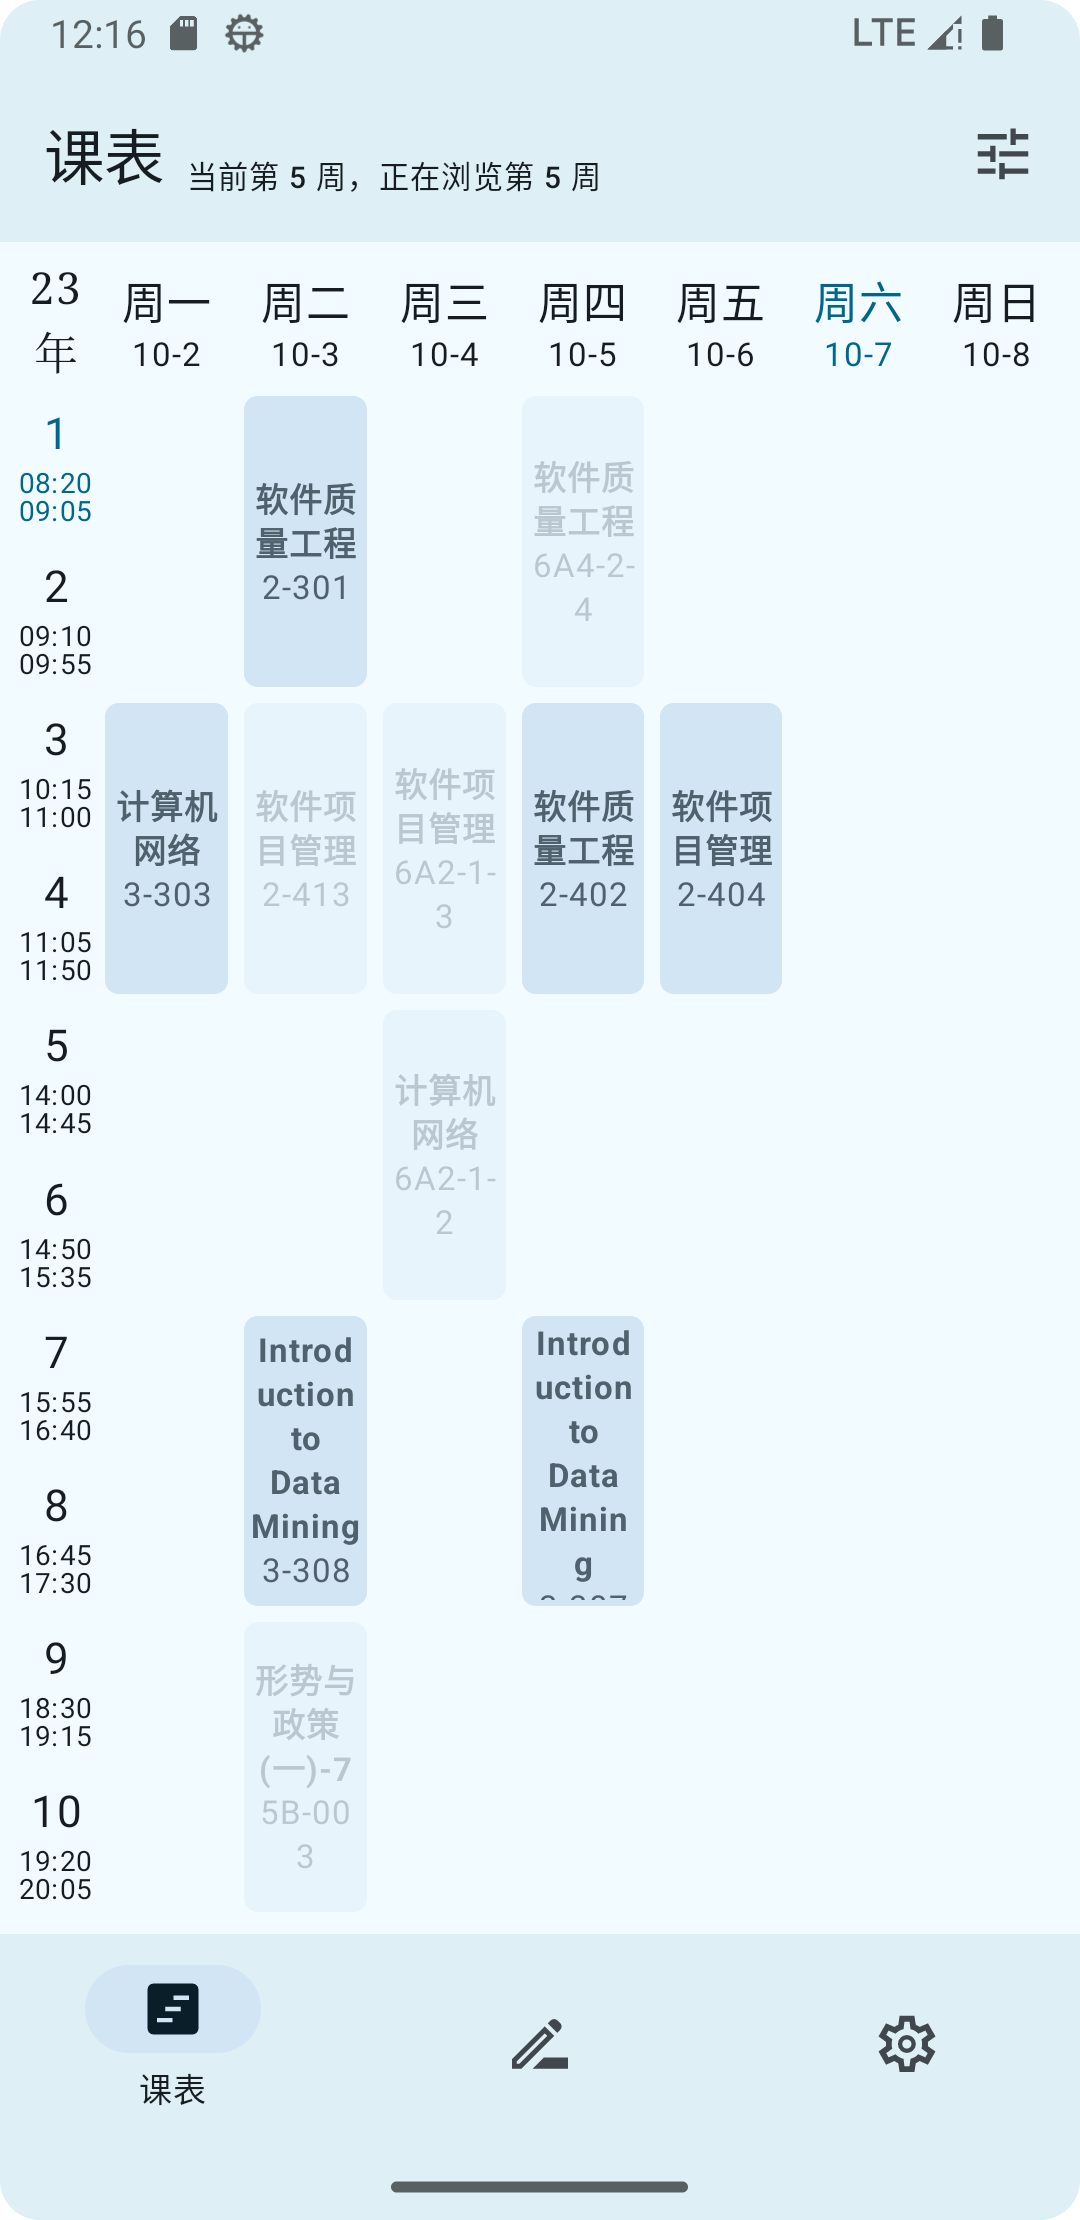 12:16
LTE
课表 当前第 5 周，正在浏览第 5 周
23
年
周一 周二 周三 周四 周五 周六 周日
10-2 10-3 10-4 10-5 10-6 10-7 10-8
1
08:20
09:05
2
09:10
09:55
3
10:15
11:00
4
11:05
11:50
5
14:00
14:45
6
14:50
15:35
7
15:55
16:40
8
16:45
17:30
9
18:30
19:15
10
19:20
20:05
计算机
网络
3-303
软件质
量工程
2-301
软件项
目管理
2-413
Introd
uction
to
Data
Mining
3-308
形势与
政策
(一)-7
5B-00
3
软件项
目管理
6A2-1-
3
计算机
网络
6A2-1-
2
软件质
量工程
6A4-2-
4
软件质
量工程
2-402
Introd
uction
to
Data
Minin
g
软件项
目管理
2-404
课表